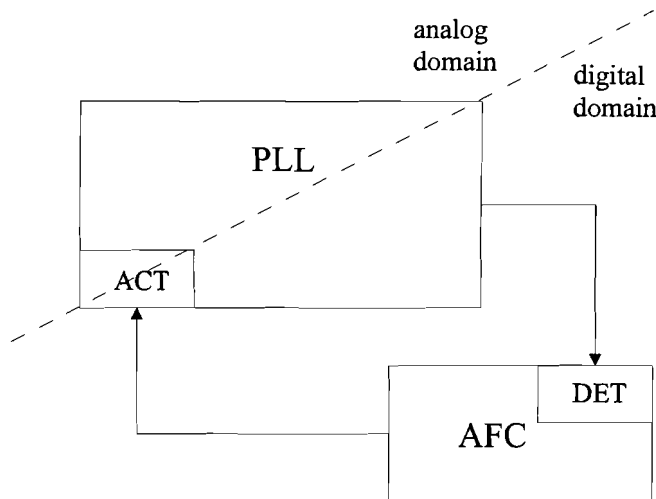 analog
domain
digital
domain
PLL
ACT
DET
AFC